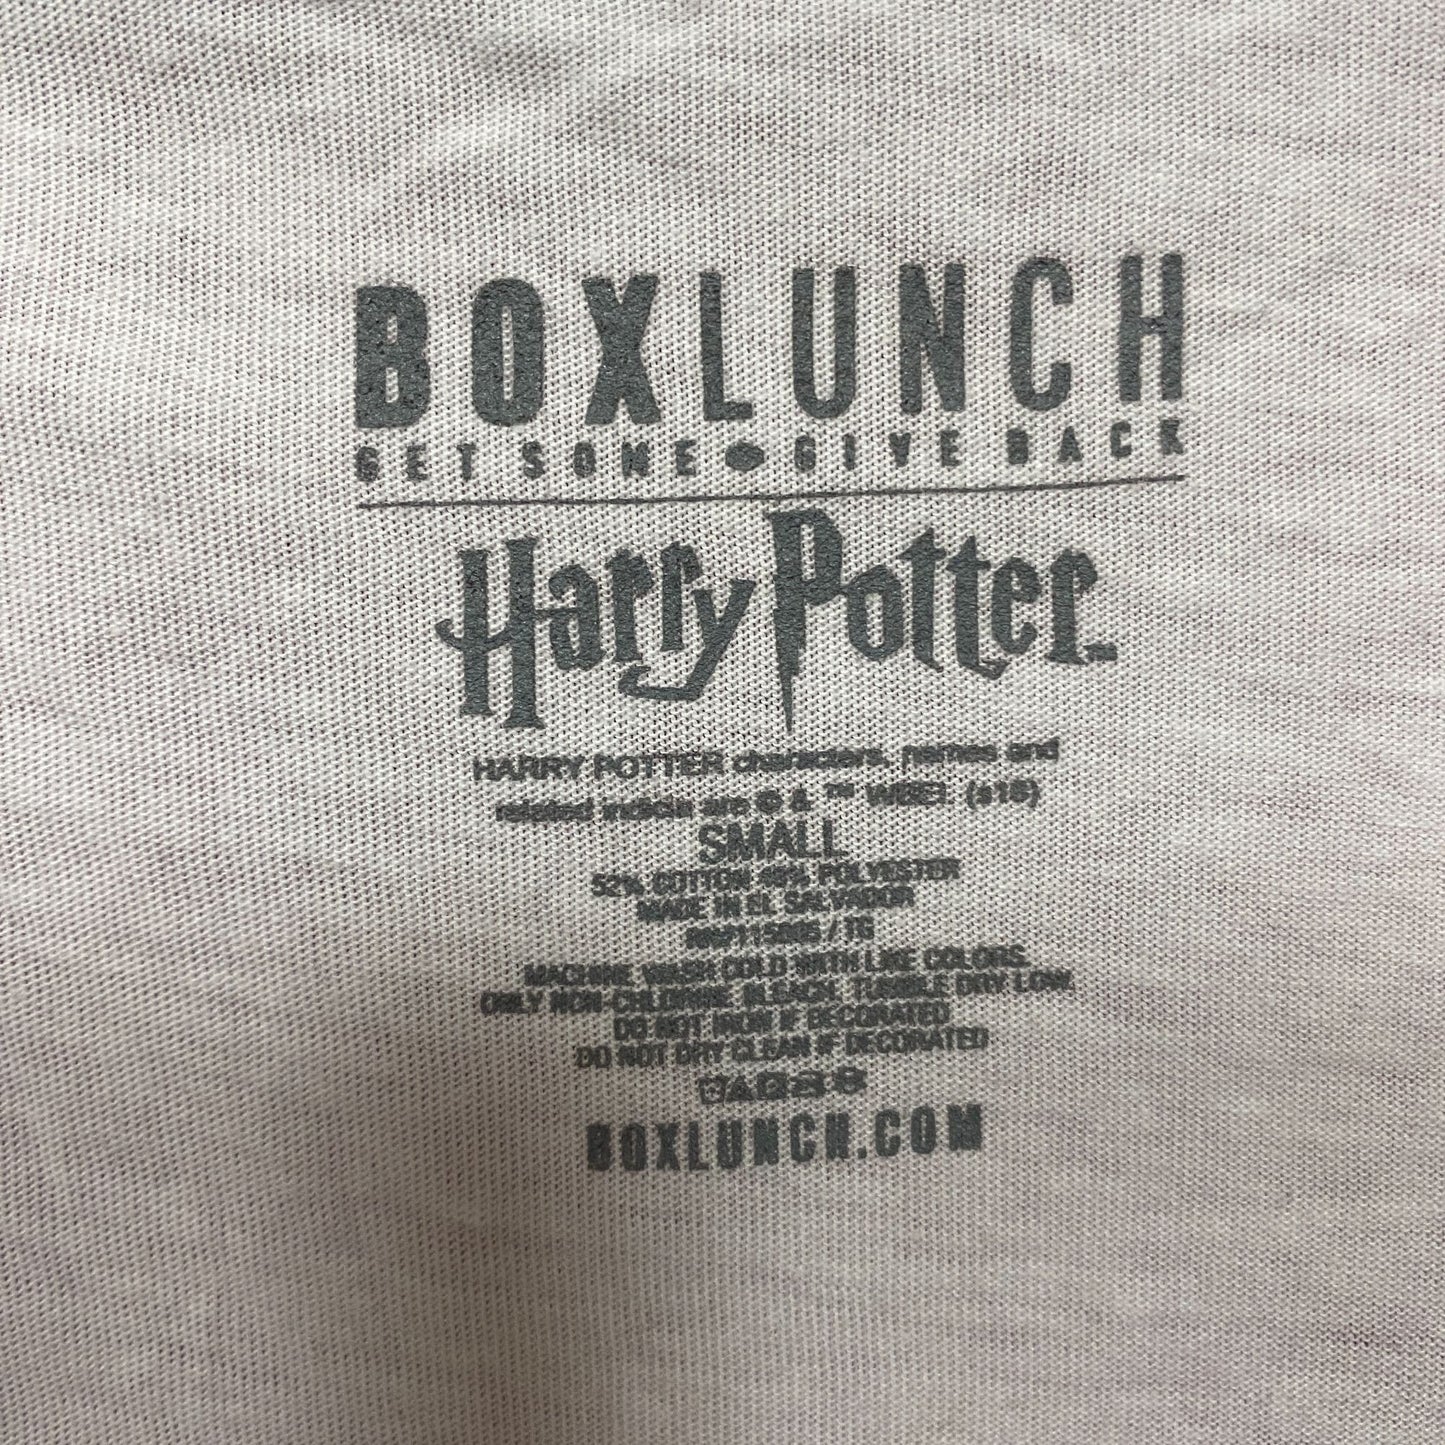 BOXLUNCH
GET SOME GIVE BACK
Harry Potter™
HARRY POTTER characters, names and
related indicia are © & ™ WBEI. (s18)
SMALL
52% COTTON 48% POLYESTER
MADE IN EL SALVADOR
/ TG
MACHINE WASH COLD WITH LIKE COLORS.
ONLY NON-CHLORINE BLEACH. TUMBLE DRY LOW.
DO NOT IRON IF DECORATED
DO NOT DRY CLEAN IF DECORATED
BOXLUNCH.COM